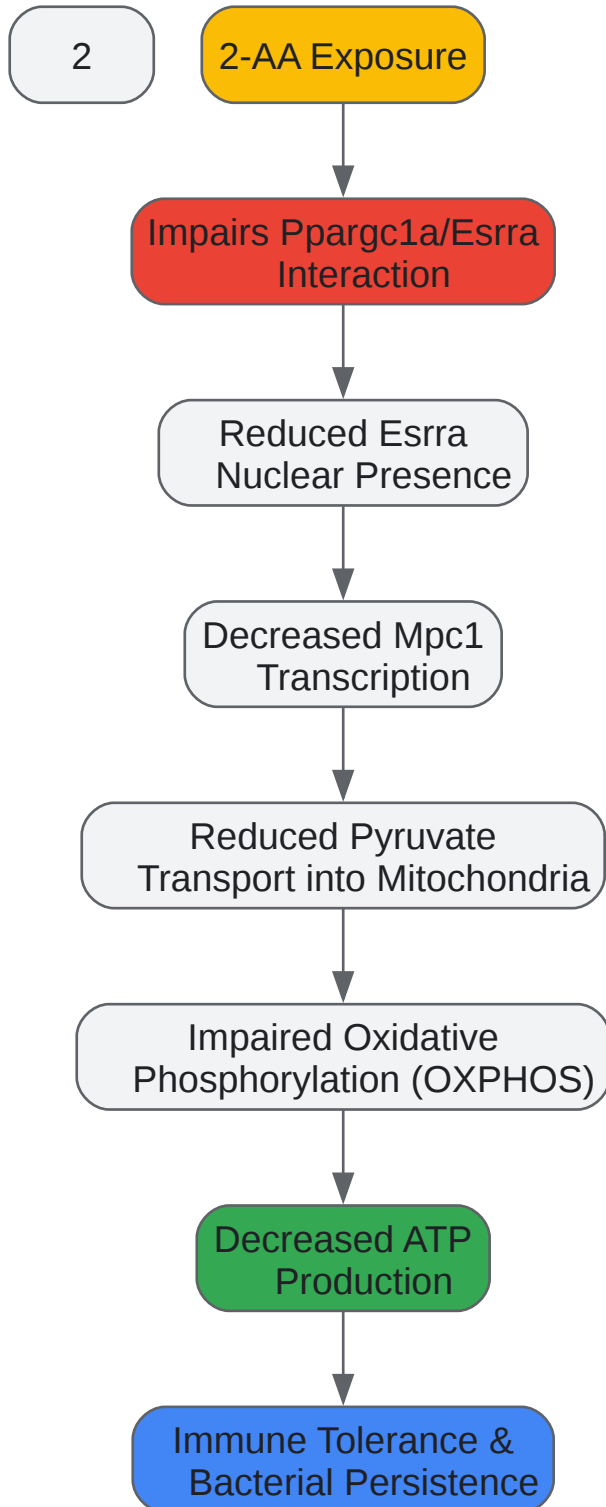 2
2-AA Exposure
Impairs Ppargc1a/Esrra
Interaction
Reduced Esrra
Nuclear Presence
Decreased Mpc1
Transcription
Reduced Pyruvate
Transport into Mitochondria
Impaired Oxidative
Phosphorylation (OXPHOS)
Decreased ATP
Production
Immune Tolerance &
Bacterial Persistence